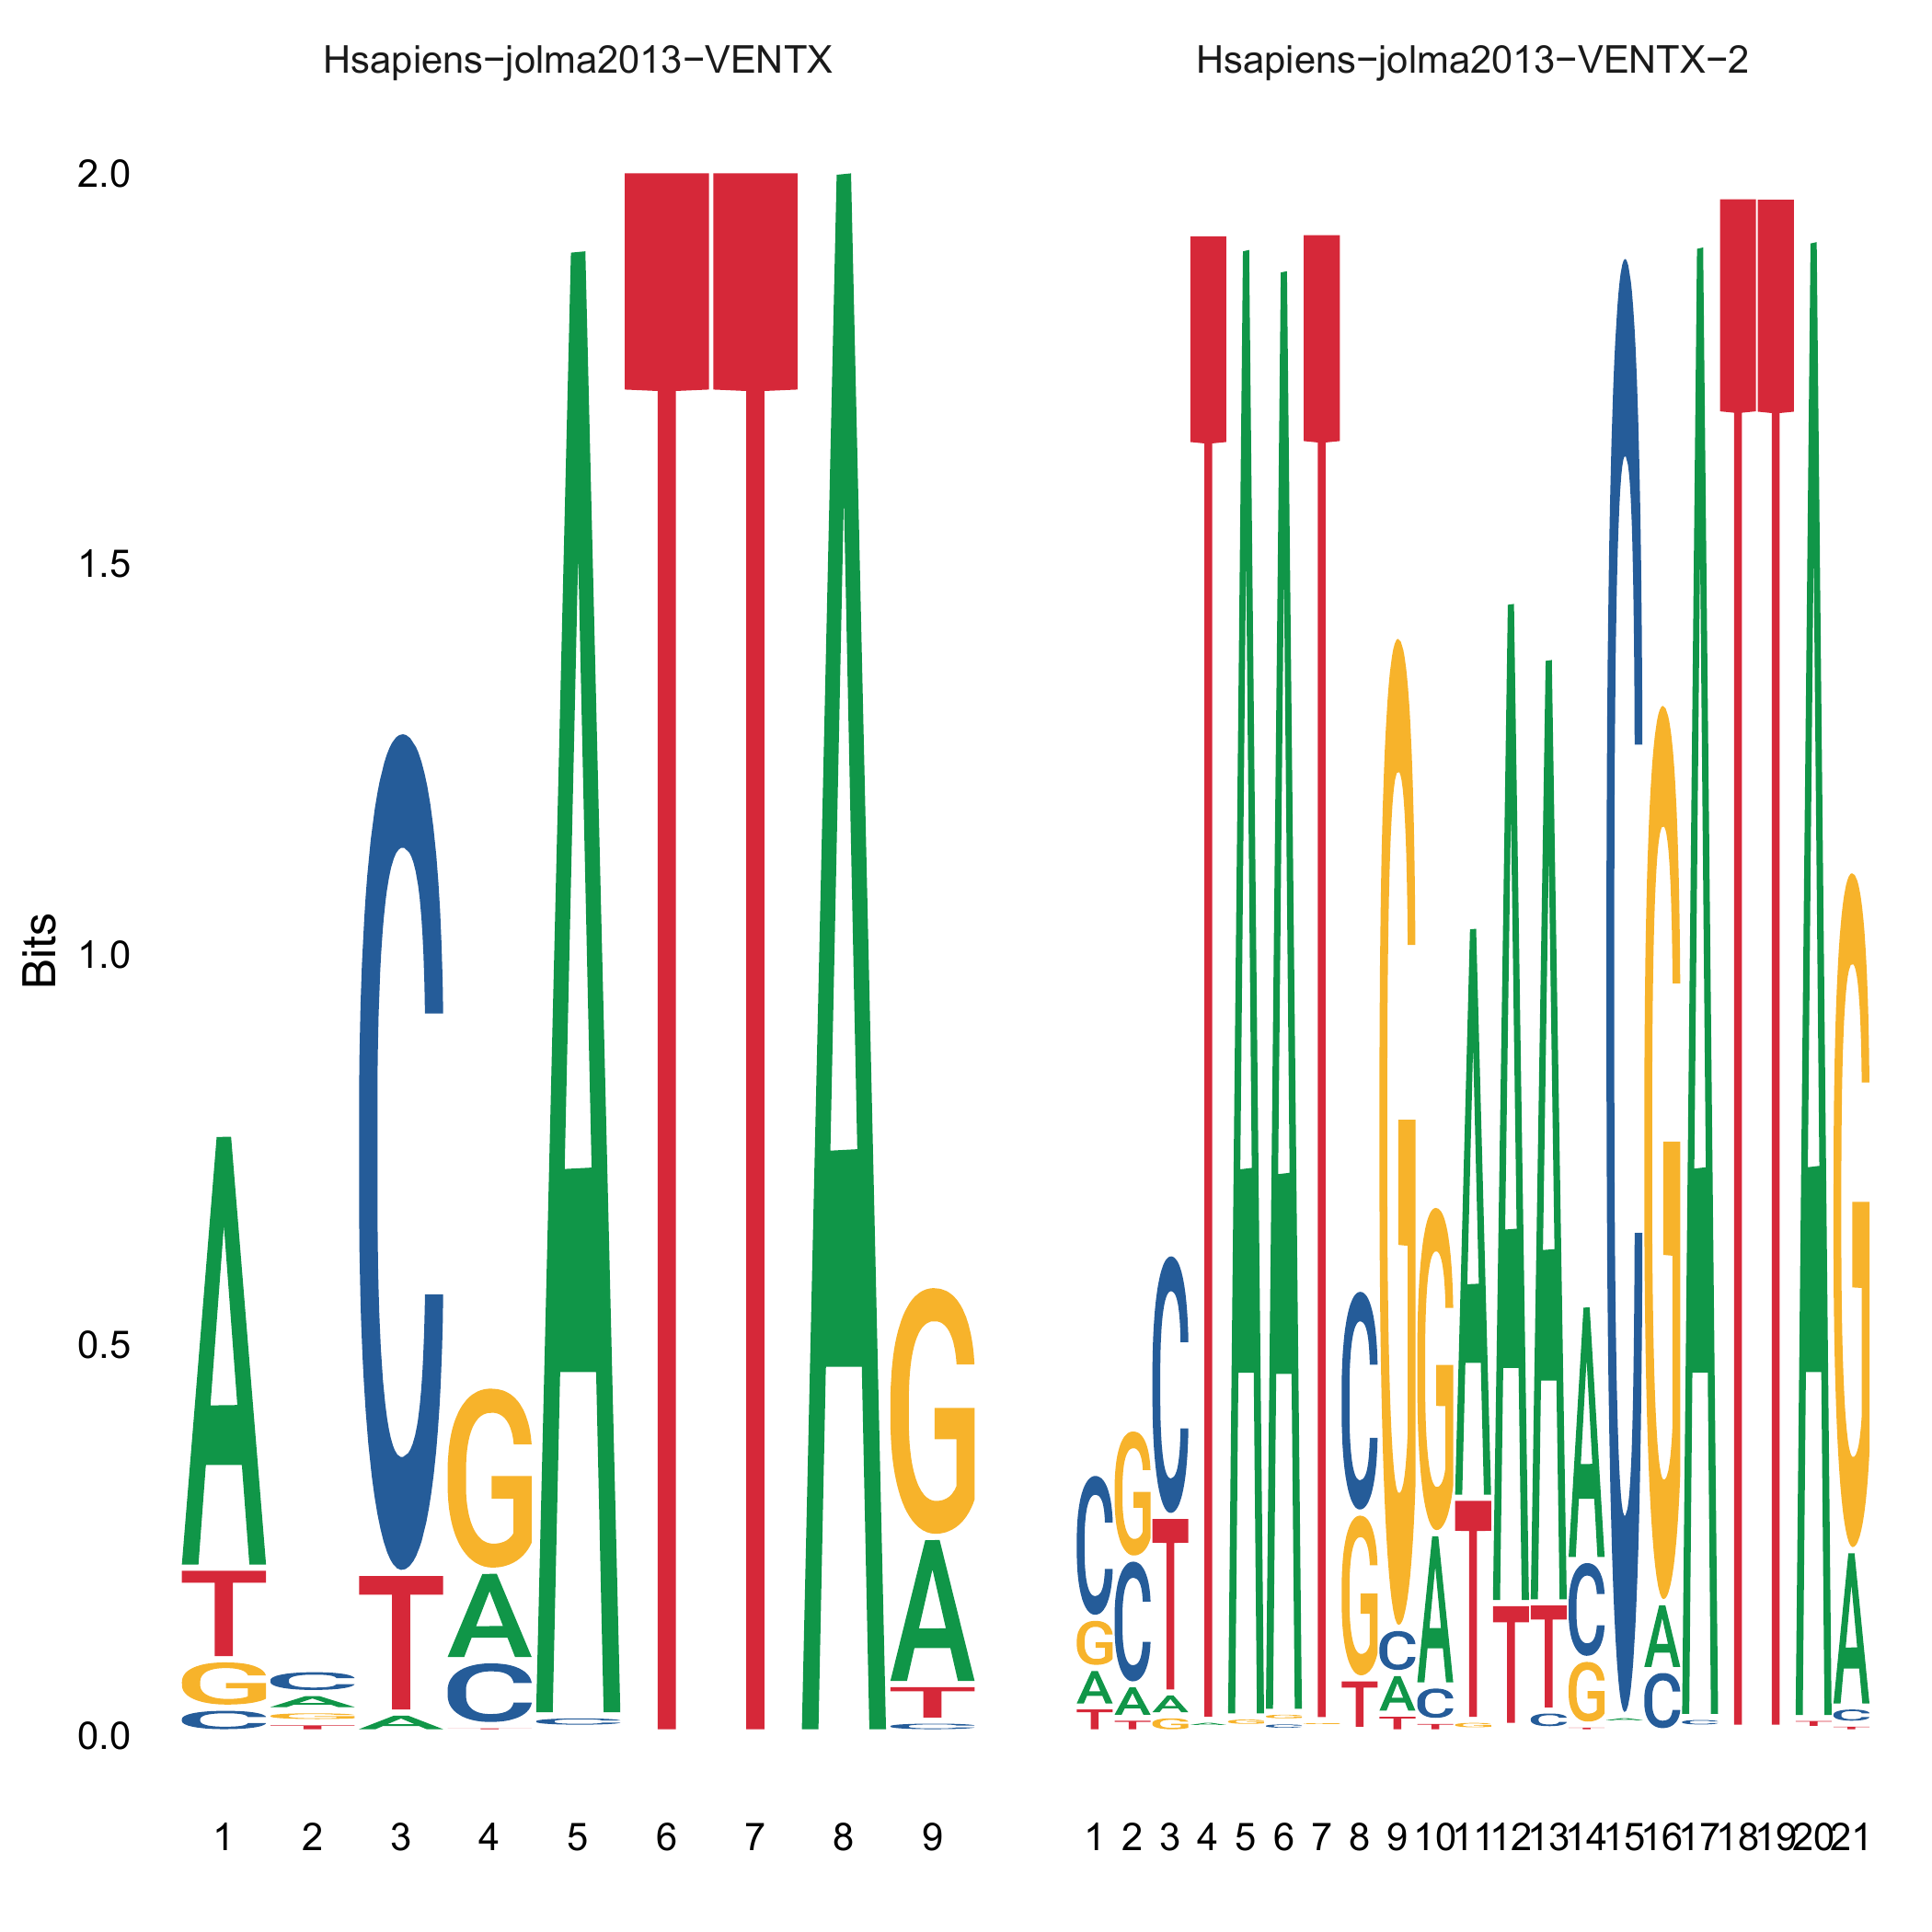 Hsapiens−jolma2013−VENTX Hsapiens−jolma2013−VENTX−2
2.0
1.5
1.0
0.5
0.0
Bits
A T G C
C A G T
C T A
G A C T
A C
T
T
A
G A T C
C G A T
G C A T
C T A G
T A
A G
A G C
T
C G T
G C A T
G A C T
A T G
A T
A T C
A C G T
C A
G A C
A C
T
T
A T
G A C T
1 2 3 4 5 6 7 8 9 1 2 3 4 5 6 7 8 9 10 11 12 13 14 15 16 17 18 19 20 21